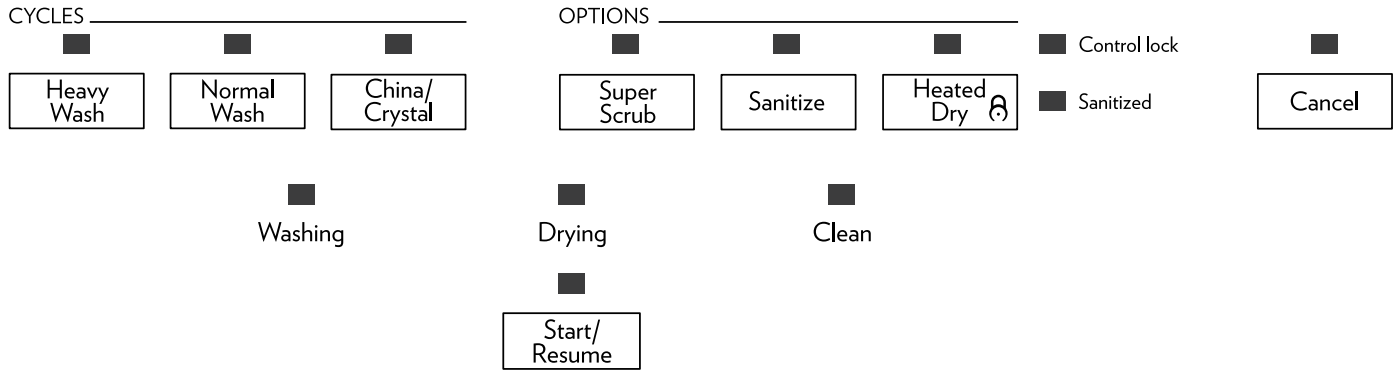 CYCLES
OPTIONS
Control lock
Heavy
Wash
Normal
Wash
China/
Crystal
Super
Scrub
Sanitize
Heated
Dry
Sanitized
Cancel
Washing
Drying
Clean
Start/
Resume